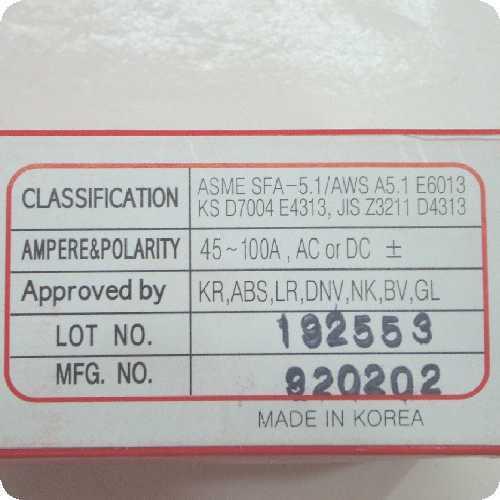 CLASSIFICATION
ASME SFA-5.1/AWS A5.1 E6013
KS D7004 E4313, JIS Z3211 D4313
AMPERE&POLARITY 45~100A, AC or DC ±
Approved by KR,ABS,LR,DNV,NK,BV,GL
LOT NO. 192553
MFG. NO. 920202
MADE IN KOREA